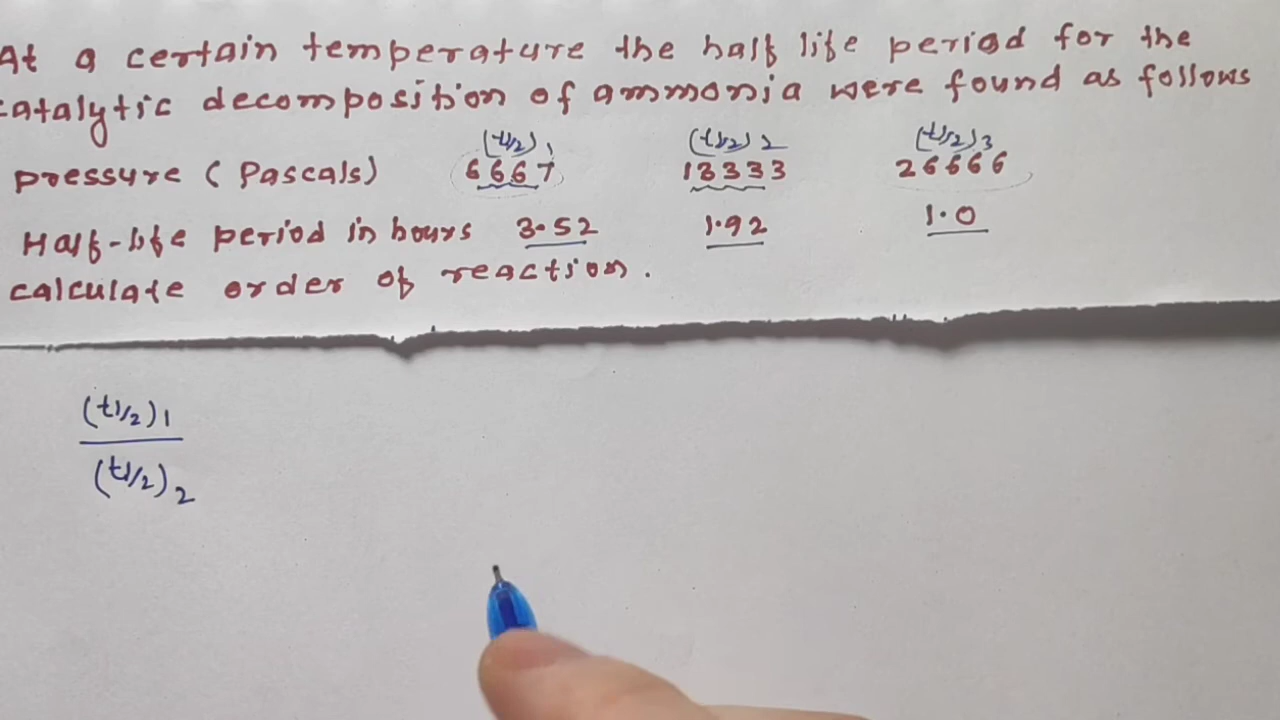 At a certain temperature the half life period for the
catalytic decomposition of ammonia were found as follows
(t1/2)1 (t1/2)2 (t1/2)3
Pressure (Pascals) 6667 13333 26666
Half-life period in hours 3.52 1.92 1.0
calculate order of reaction.
(t1/2)1
(t1/2)2